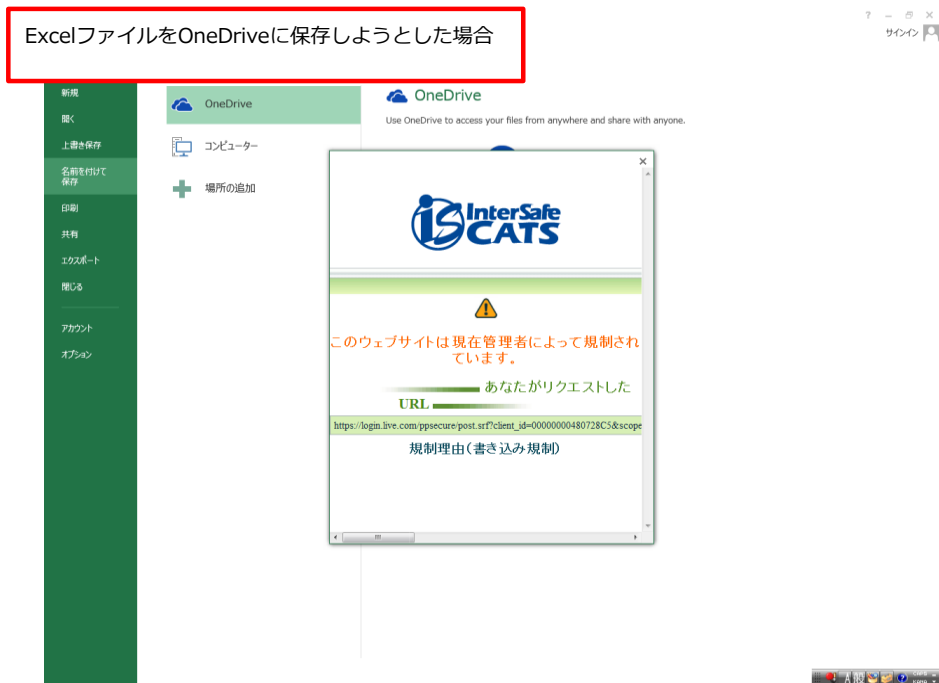 ExcelファイルをOneDriveに保存しようとした場合
?
サインイン
新規
開く
上書き保存
名前を付けて
保存
印刷
共有
エクスポート
閉じる
アカウント
オプション
OneDrive
コンピューター
場所の追加
OneDrive
Use OneDrive to access your files from anywhere and share with anyone.
InterSafe
CATS
このウェブサイトは現在管理者によって規制され
ています。
あなたがリクエストした
URL
https://login.live.com/ppsecure/post.srf?client_id=00000000480728C5&scope
規制理由(書き込み規制)
A 般
CAPS
KANA